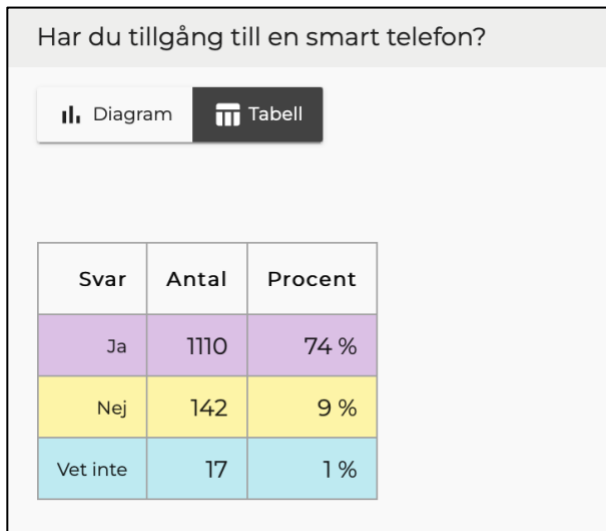 Har du tillgång till en smart telefon?
Diagram Tabell
Svar Antal Procent
Ja 1110 74 %
Nej 142 9 %
Vet inte 17 1 %